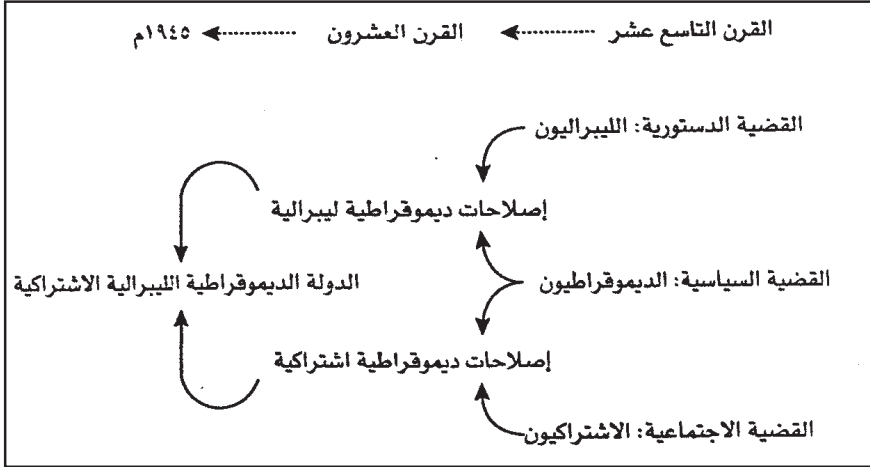 القرن التاسع عشر القرن العشرون ١٩٤٥م
القضية الدستورية: الليبراليون
إصلاحات ديموقراطية ليبرالية
القضية السياسية: الديموقراطيون
الدولة الديموقراطية الليبرالية الاشتراكية
إصلاحات ديموقراطية اشتراكية
القضية الاجتماعية: الاشتراكيون